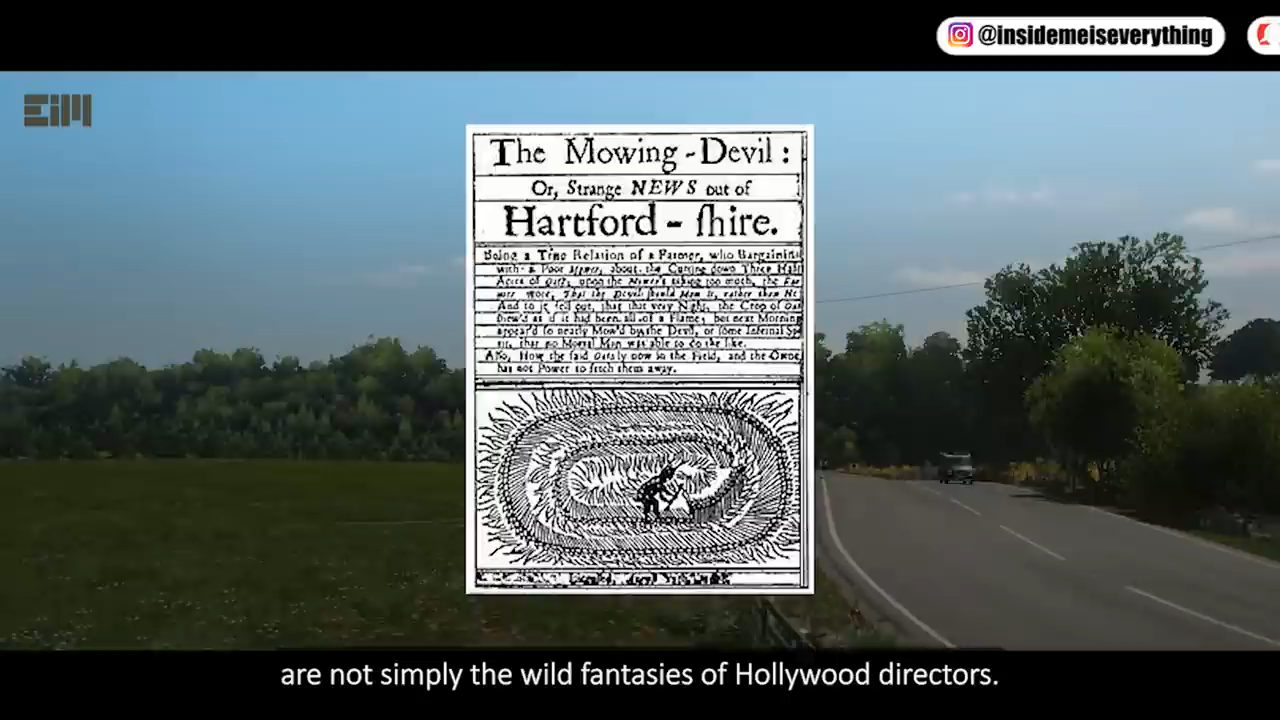 @insidemeiseverything
EiM
The Mowing-Devil:
Or, Strange NEWS out of
Hartford-ſhire.
Being a True Relation of a Farmer, who Bargaining
with a Poor Mower, about the Cutting down Three Half
Acres of Oats; upon the Mower's asking too much, the
swore, That the Devil ſhould Mow it, rather than He.
And so it fell out, that that very Night, the Crop of Oat
ſhew'd as if it had been all of a Flame; but next Morning
appear'd so neatly Mow'd by the Devil, or ſome Infernal Spi-
rit, that no Mortal Man was able to do the like.
Alſo, How the ſaid Oats ly now in the Field, and the Owner
has not Power to fetch them away.
are not simply the wild fantasies of Hollywood directors.